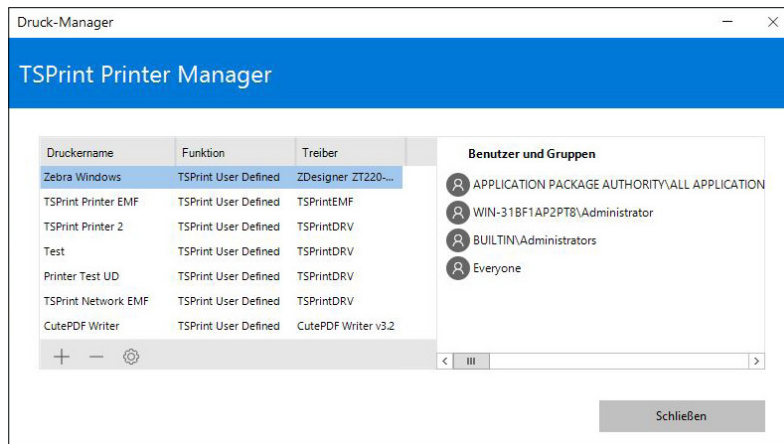 Druck-Manager
TSPrint Printer Manager
Druckername Funktion Treiber
Zebra Windows TSPrint User Defined ZDesigner ZT220-...
TSPrint Printer EMF TSPrint User Defined TSPrintEMF
TSPrint Printer 2 TSPrint User Defined TSPrintDRV
Test TSPrint User Defined TSPrintDRV
Printer Test UD TSPrint User Defined TSPrintDRV
TSPrint Network EMF TSPrint User Defined TSPrintDRV
CutePDF Writer TSPrint User Defined CutePDF Writer v3.2
Benutzer und Gruppen
APPLICATION PACKAGE AUTHORITY\ALL APPLICATION
WIN-31BF1AP2PT8\Administrator
BUILTIN\Administrators
Everyone
Schließen